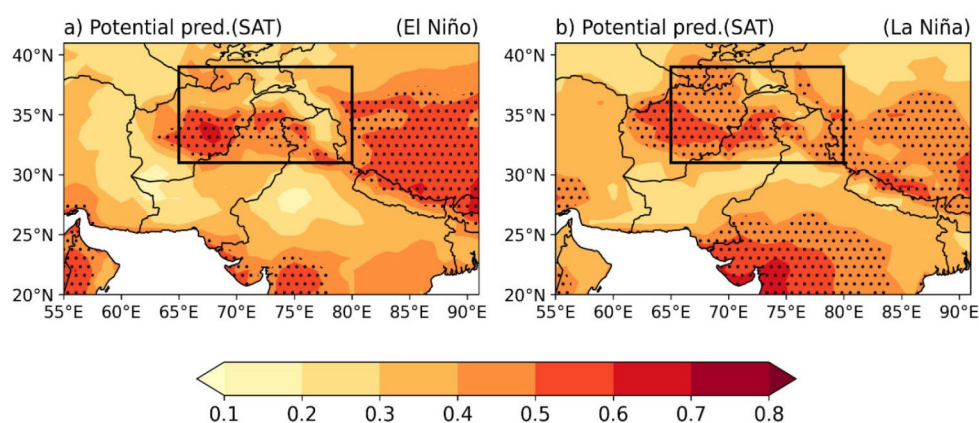 a) Potential pred.(SAT) (El Niño) b) Potential pred.(SAT) (La Niña)
40°N 40°N
35°N 35°N
30°N 30°N
25°N 25°N
20°N 20°N
55°E 60°E 65°E 70°E 75°E 80°E 85°E 90°E 55°E 60°E 65°E 70°E 75°E 80°E 85°E 90°E
0.1 0.2 0.3 0.4 0.5 0.6 0.7 0.8